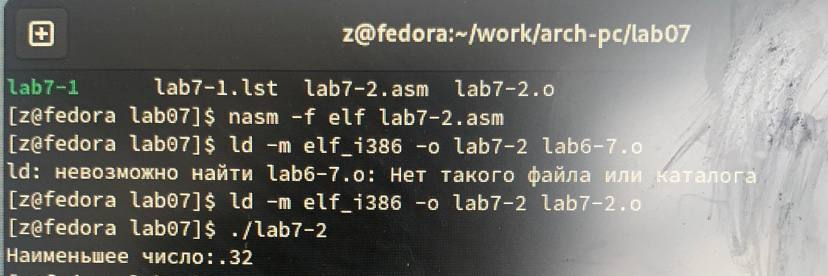 z@fedora:~/work/arch-pc/lab07
lab7-1 lab7-1.lst lab7-2.asm lab7-2.o
[z@fedora lab07]$ nasm -f elf lab7-2.asm
[z@fedora lab07]$ ld -m elf_i386 -o lab7-2 lab6-7.o
ld: невозможно найти lab6-7.o: Нет такого файла или каталога
[z@fedora lab07]$ ld -m elf_i386 -o lab7-2 lab7-2.o
[z@fedora lab07]$ ./lab7-2
Наименьшее число:.32